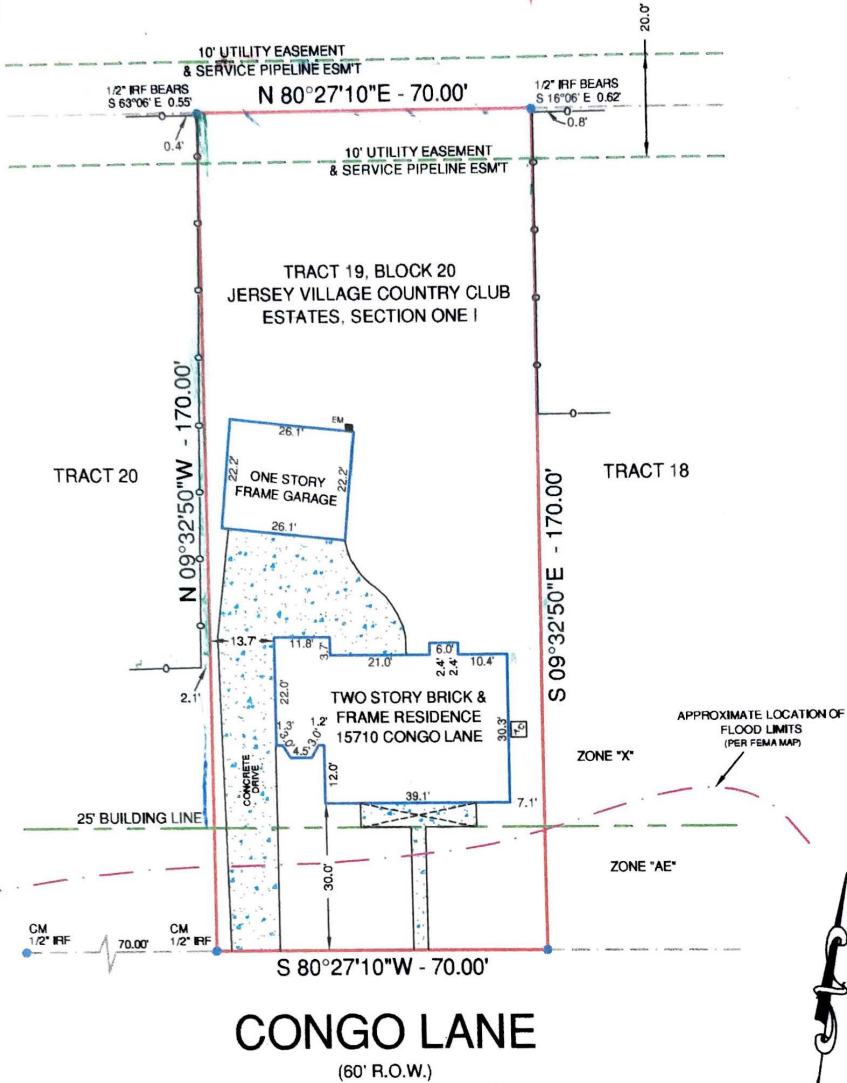 20.0'
10' UTILITY EASEMENT
& SERVICE PIPELINE ESM'T
1/2" IRF BEARS
S 63°06' E 0.55'
N 80°27'10"E - 70.00'
1/2" IRF BEARS
S 16°06' E 0.62'
0.4'
0.8'
10' UTILITY EASEMENT
& SERVICE PIPELINE ESM'T
TRACT 19, BLOCK 20
JERSEY VILLAGE COUNTRY CLUB
ESTATES, SECTION ONE I
N 09°32'50"W - 170.00'
EM
26.1'
22.2'
22.2'
ONE STORY
FRAME GARAGE
26.1'
TRACT 20
TRACT 18
S 09°32'50"E - 170.00'
13.7'
11.8'
3.7'
21.0'
6.0'
2.4'
2.4'
10.4'
2.1'
22.0'
TWO STORY BRICK &
FRAME RESIDENCE
15710 CONGO LANE
30.3'
3.0'
4.5'
3.0'
1.2'
12.0'
39.1'
7.1'
APPROXIMATE LOCATION OF
FLOOD LIMITS
(PER FEMA MAP)
ZONE "X"
CONCRETE
DRIVE
25' BUILDING LINE
30.0'
ZONE "AE"
CM
1/2" IRF
70.00'
CM
1/2" IRF
S 80°27'10"W - 70.00'
CONGO LANE
(60' R.O.W.)